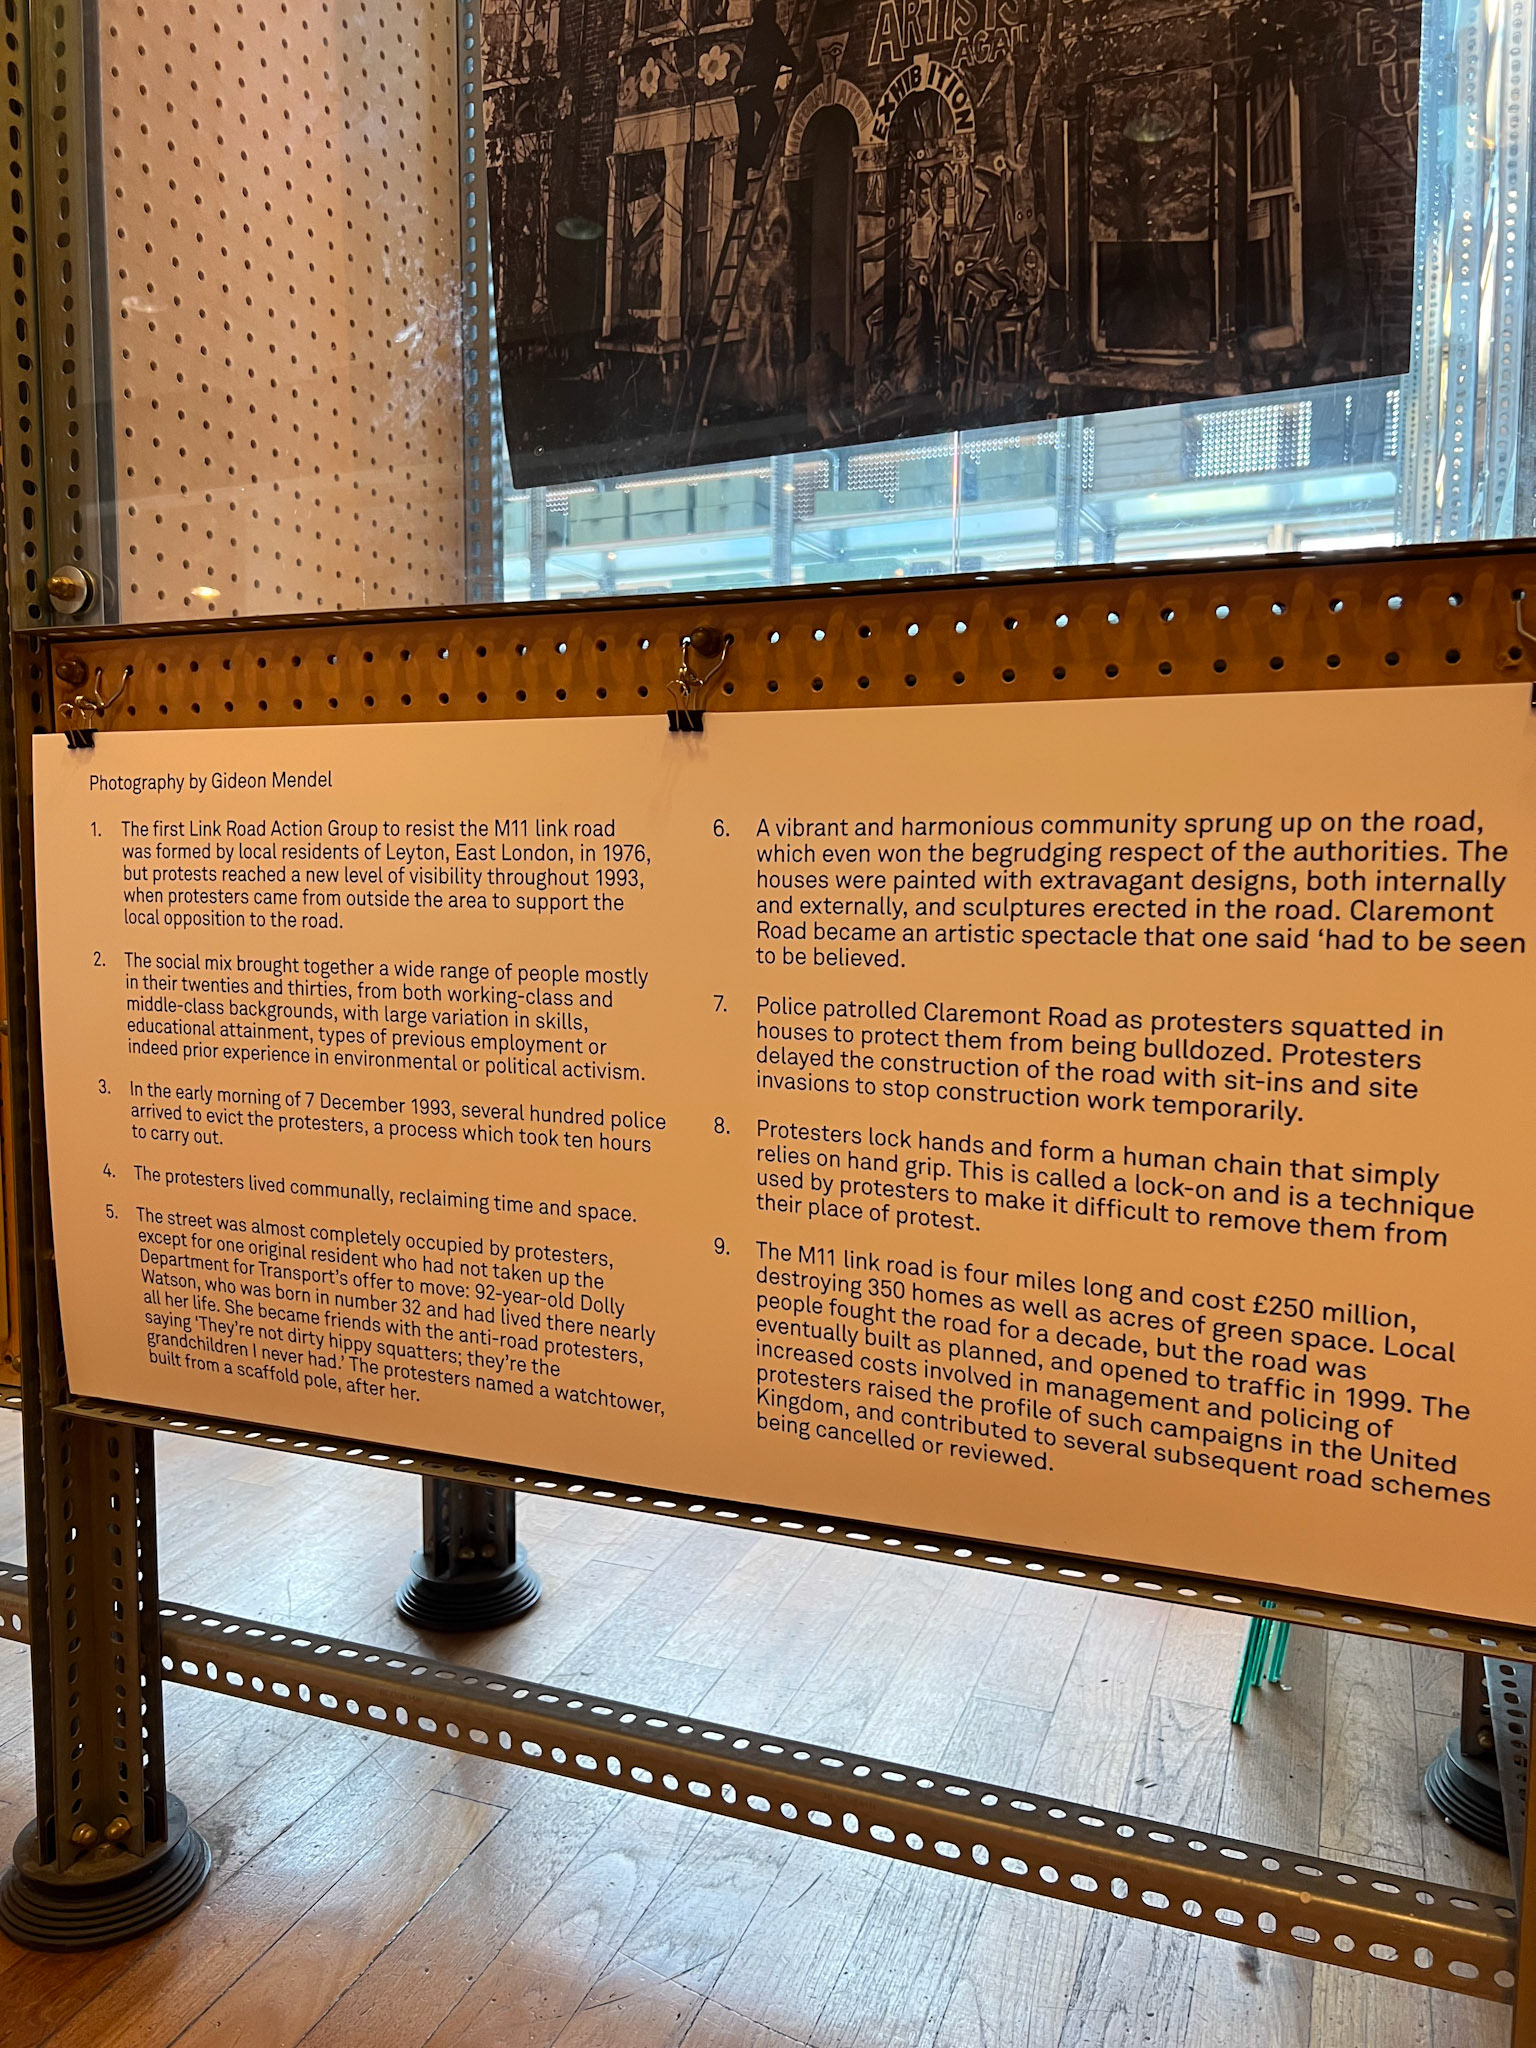 ARTISTS
AGAI
EXHIBITION
Photography by Gideon Mendel
1. The first Link Road Action Group to resist the M11 link road
was formed by local residents of Leyton, East London, in 1976,
but protests reached a new level of visibility throughout 1993,
when protesters came from outside the area to support the
local opposition to the road.
2. The social mix brought together a wide range of people mostly
in their twenties and thirties, from both working-class and
middle-class backgrounds, with large variation in skills,
educational attainment, types of previous employment or
indeed prior experience in environmental or political activism.
3. In the early morning of 7 December 1993, several hundred police
arrived to evict the protesters, a process which took ten hours
to carry out.
4. The protesters lived communally, reclaiming time and space.
5. The street was almost completely occupied by protesters,
except for one original resident who had not taken up the
Department for Transport's offer to move: 92-year-old Dolly
Watson, who was born in number 32 and had lived there nearly
all her life. She became friends with the anti-road protesters,
saying 'They're not dirty hippy squatters; they're the
grandchildren I never had.' The protesters named a watchtower,
built from a scaffold pole, after her.
6. A vibrant and harmonious community sprung up on the road,
which even won the begrudging respect of the authorities. The
houses were painted with extravagant designs, both internally
and externally, and sculptures erected in the road. Claremont
Road became an artistic spectacle that one said 'had to be seen
to be believed.
7. Police patrolled Claremont Road as protesters squatted in
houses to protect them from being bulldozed. Protesters
delayed the construction of the road with sit-ins and site
invasions to stop construction work temporarily.
8. Protesters lock hands and form a human chain that simply
relies on hand grip. This is called a lock-on and is a technique
used by protesters to make it difficult to remove them from
their place of protest.
9. The M11 link road is four miles long and cost £250 million,
destroying 350 homes as well as acres of green space. Local
people fought the road for a decade, but the road was
eventually built as planned, and opened to traffic in 1999. The
increased costs involved in management and policing of
protesters raised the profile of such campaigns in the United
Kingdom, and contributed to several subsequent road schemes
being cancelled or reviewed.